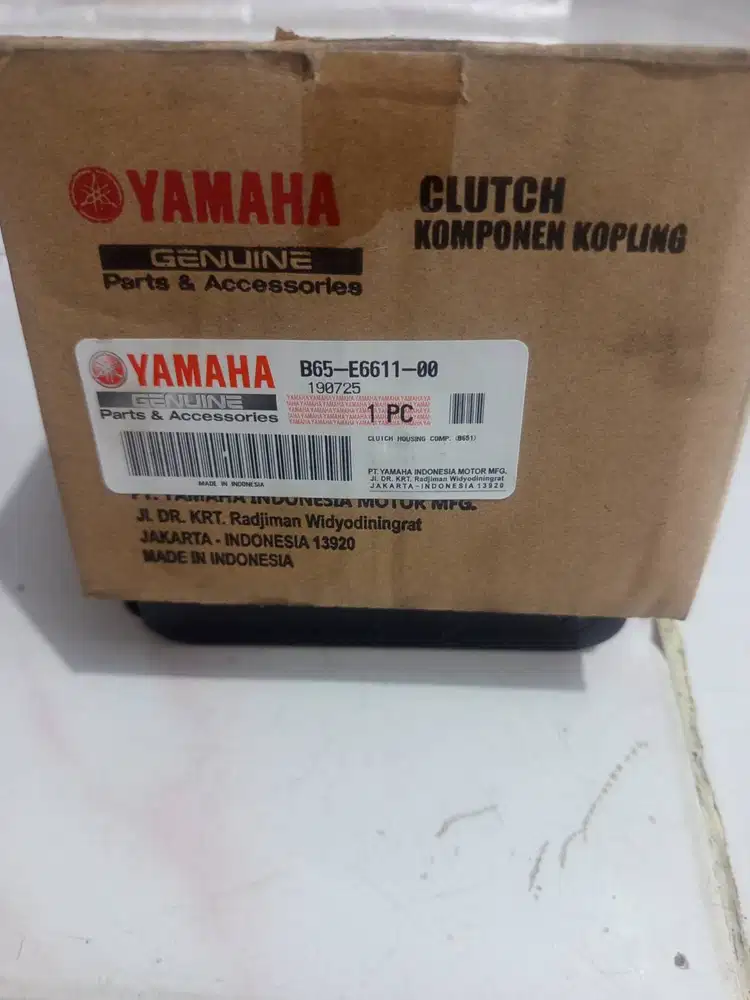 YAMAHA
GENUINE
Parts & Accessories
CLUTCH
KOMPONEN KOPLING
YAMAHA
GENUINE
Parts & Accessories
B65-E6611-00
190725
1 PC
CLUTCH HOUSING COMP. (B651)
MADE IN INDONESIA
PT. YAMAHA INDONESIA MOTOR MFG.
Jl. DR. KRT. Radjiman Widyodiningrat
JAKARTA-INDONESIA 13920
PT. YAMAHA INDONESIA MOTOR MFG.
Jl. DR. KRT. Radjiman Widyodiningrat
JAKARTA - INDONESIA 13920
MADE IN INDONESIA